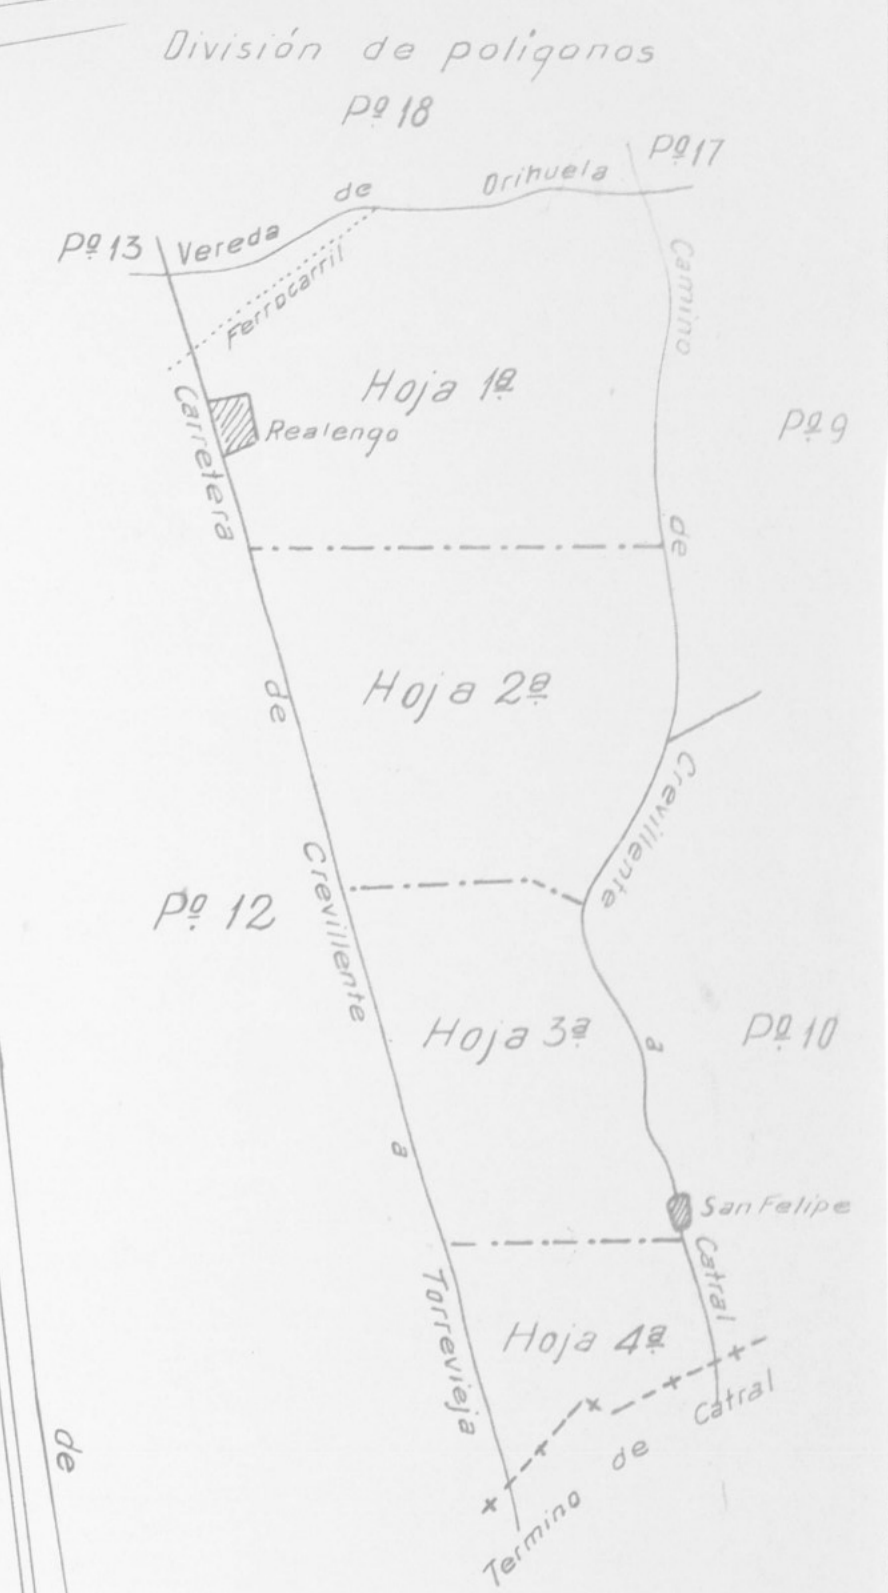 División de polígonos
Pº 18
Pº 17
Vereda de Orihuela
Pº 13
Ferrocarril
Camino de Crevillente a Catral
Hoja 1ª
Realengo
Pº 9
Carretera de Crevillente a Torrevieja
Hoja 2ª
Pº 12
Hoja 3ª
Pº 10
San Felipe
Hoja 4ª
Termino de Catral
de